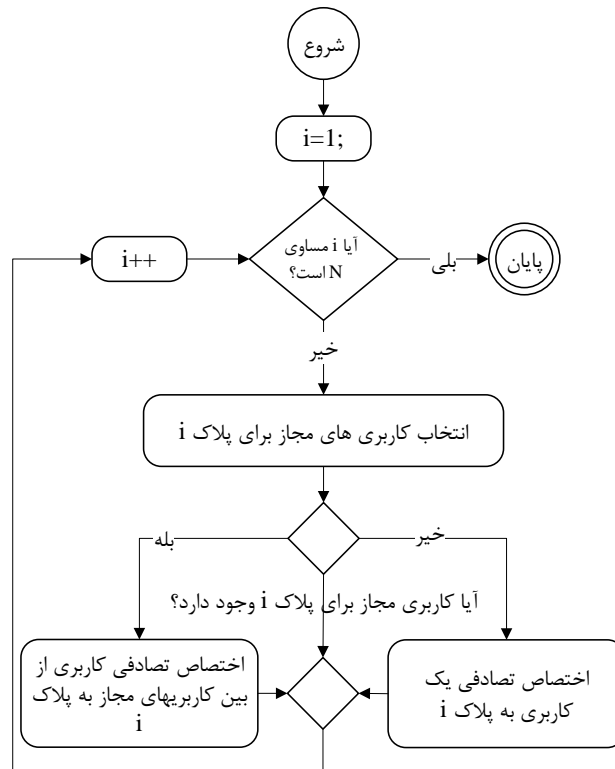 شروع
i=1;
آیا i مساوی
N است؟
i++
بلی
پایان
خیر
انتخاب کاربری های مجاز برای پلاک i
بله
خیر
آیا کاربری مجاز برای پلاک i وجود دارد؟
اختصاص تصادفی کاربری از
بین کاربریهای مجاز به پلاک
i
اختصاص تصادفی یک
کاربری به پلاک i